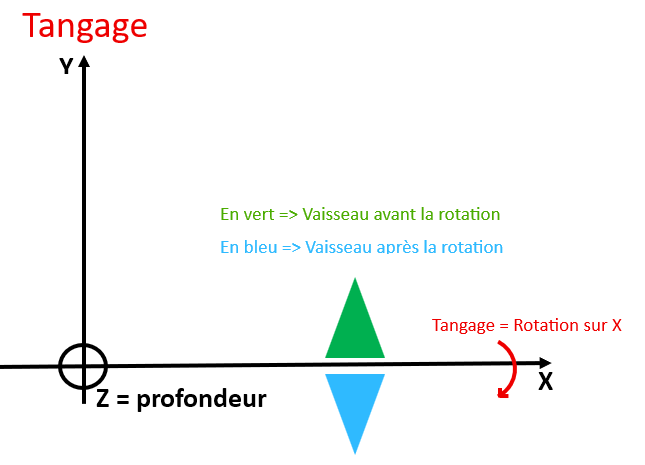 Tangage
Y
En vert => Vaisseau avant la rotation
En bleu => Vaisseau après la rotation
Tangage = Rotation sur X
X
Z = profondeur